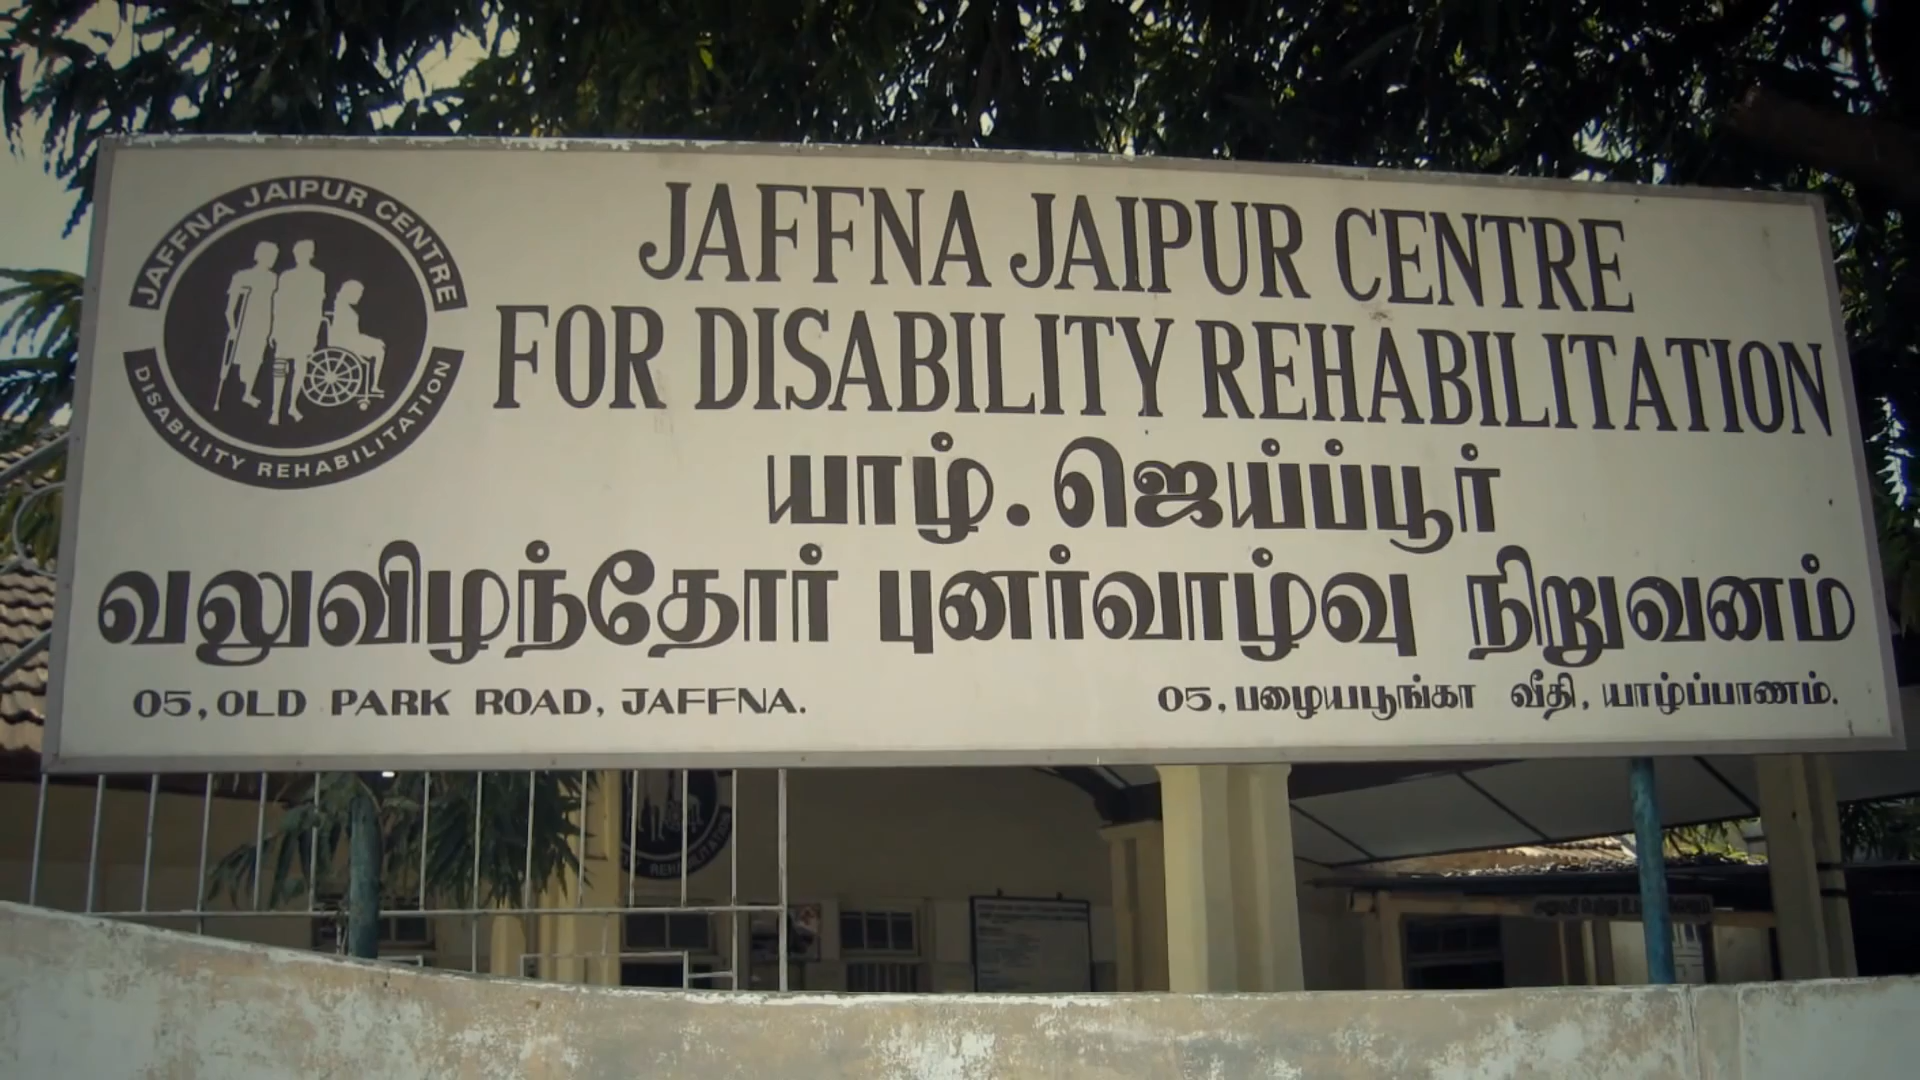 JAFFNA JAIPUR CENTRE
DISABILITY REHABILITATION
JAFFNA JAIPUR CENTRE
FOR DISABILITY REHABILITATION
யாழ். ஜெய்ப்பூர்
வலுவிழந்தோர் புனர்வாழ்வு நிறுவனம்
05, OLD PARK ROAD, JAFFNA.
05, பழையபூங்கா வீதி, யாழ்ப்பாணம்.
REHABILITATION